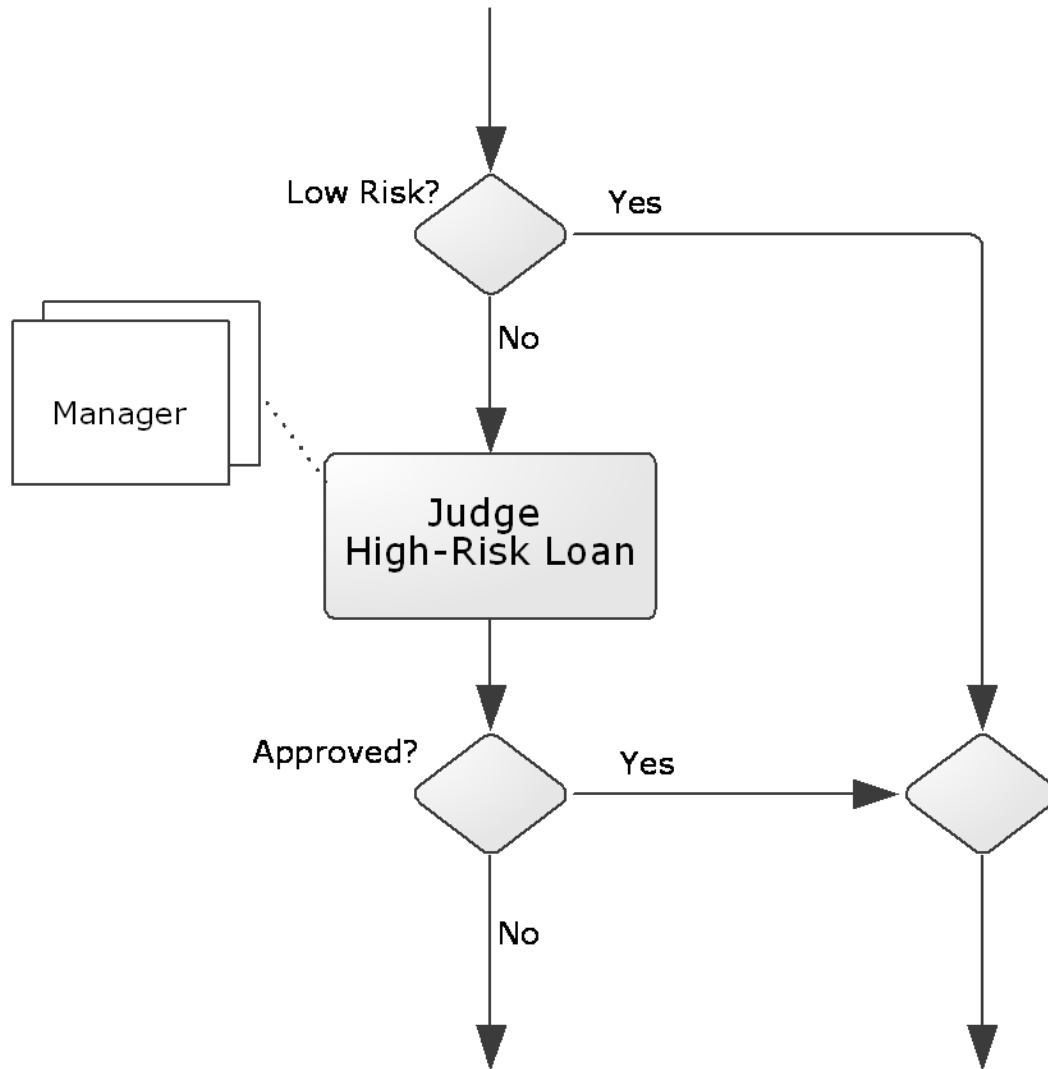 Low Risk?
Yes
No
Manager
Judge
High-Risk Loan
Approved?
Yes
No